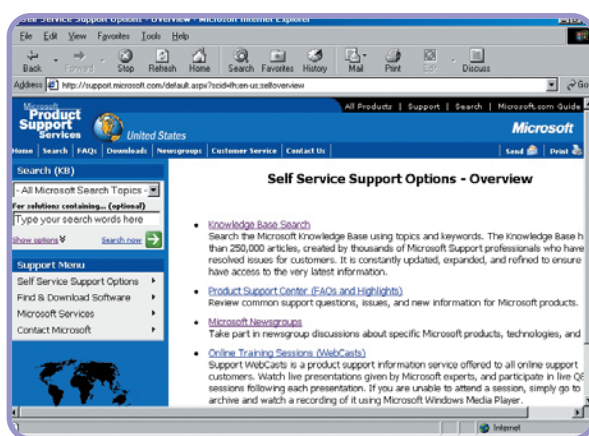 Self Service Support Options - Overview - Microsoft Internet Explorer
File Edit View Favorites Tools Help
Back Forward Stop Refresh Home Search Favorites History Mail Print Edit Discuss
Address http://support.microsoft.com/default.aspx?scid=fh;en-us;selfoverview Go
All Products | Support | Search | Microsoft.com Guide
Microsoft
Product
Support
Services
United States
Microsoft
Home | Search | FAQs | Downloads | Newsgroups | Customer Service | Contact Us | Send Print
Search (KB)
- All Microsoft Search Topics -
For solutions containing... (optional)
Type your search words here
Show options Search now
Support Menu
Self Service Support Options
Find & Download Software
Microsoft Services
Contact Microsoft
Self Service Support Options - Overview
Knowledge Base Search
Search the Microsoft Knowledge Base using topics and keywords. The Knowledge Base h
than 250,000 articles, created by thousands of Microsoft Support professionals who have
resolved issues for customers. It is constantly updated, expanded, and refined to ensure
have access to the very latest information.
Product Support Center (FAQs and Highlights)
Review common support questions, issues, and new information for Microsoft products.
Microsoft Newsgroups
Take part in newsgroup discussions about specific Microsoft products, technologies, and
Online Training Sessions (WebCasts)
Support WebCasts is a product support information service offered to all online support
customers. Watch live presentations given by Microsoft experts, and participate in live Q&
sessions following each presentation. If you are unable to attend a session, simply go to
archive and watch a recording of it using Microsoft Windows Media Player.
Internet